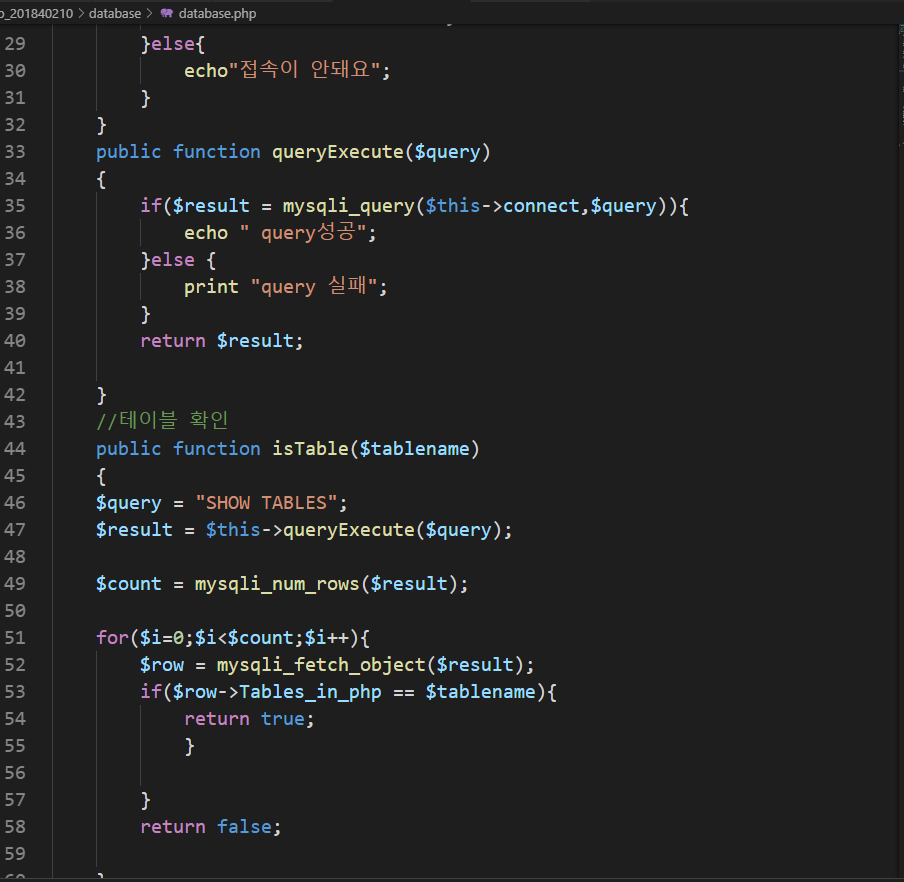 o_201840210 > database > database.php
29 }else{
30 echo"접속이 안돼요";
31 }
32 }
33 public function queryExecute($query)
34 {
35 if($result = mysqli_query($this->connect,$query)){
36 echo " query성공";
37 }else {
38 print "query 실패";
39 }
40 return $result;
41
42 }
43 //테이블 확인
44 public function isTable($tablename)
45 {
46 $query = "SHOW TABLES";
47 $result = $this->queryExecute($query);
48
49 $count = mysqli_num_rows($result);
50
51 for($i=0;$i<$count;$i++){
52 $row = mysqli_fetch_object($result);
53 if($row->Tables_in_php == $tablename){
54 return true;
55 }
56
57 }
58 return false;
59